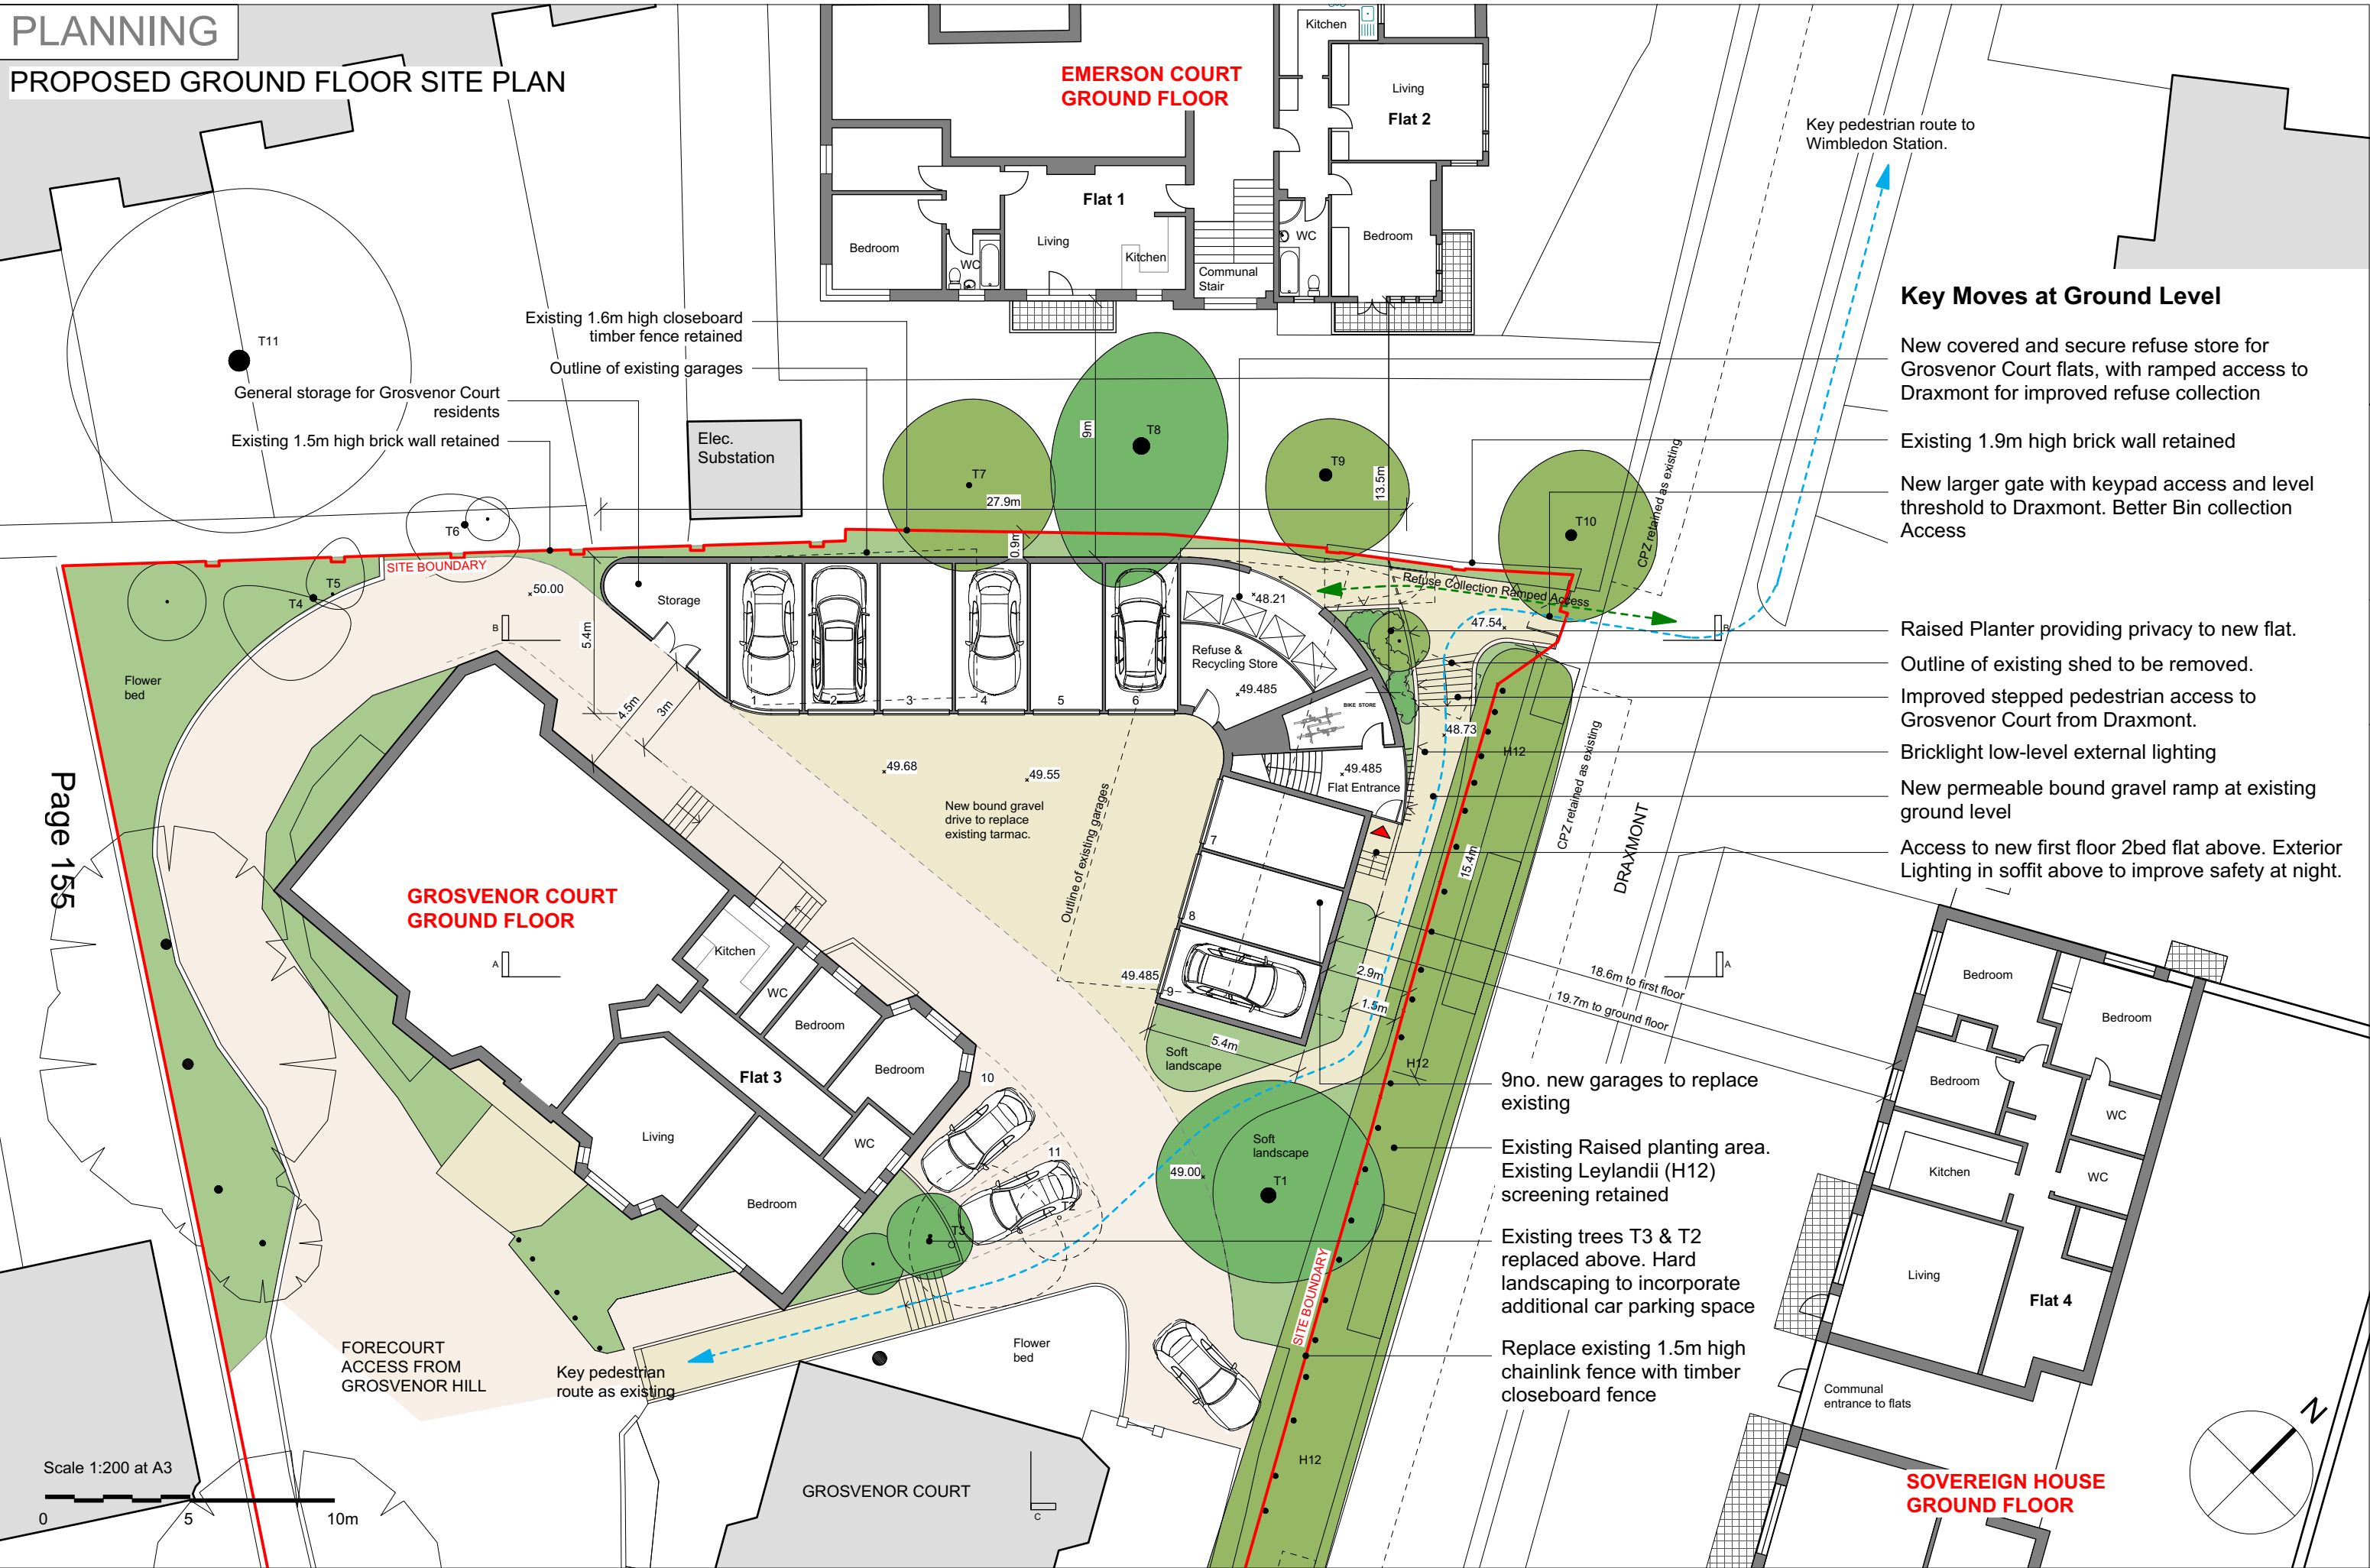 PLANNING
PROPOSED GROUND FLOOR SITE PLAN
EMERSON COURT
GROUND FLOOR
Kitchen
Living
Flat 2
Flat 1
Bedroom
WC
Living
Kitchen
Communal
Stair
WC
Bedroom
Key pedestrian route to
Wimbledon Station.
Existing 1.6m high closeboard
timber fence retained
Outline of existing garages
General storage for Grosvenor Court
residents
Existing 1.5m high brick wall retained
Elec.
Substation
T11
T6
T5
T4
T7
T8
T9
T10
27.9m
9m
13.5m
0.9m
CPZ retained as existing
SITE BOUNDARY
50.00
B
5.4m
4.5m
3m
Storage
1
2
3
4
5
6
Refuse &
Recycling Store
48.21
49.485
Refuse Collection Ramped Access
47.54
B
BIKE STORE
48.73
49.485
Flat Entrance
H12
Flower
bed
49.68
49.55
New bound gravel
drive to replace
existing tarmac.
Outline of existing garages
7
8
9
49.485
15.4m
CPZ retained as existing
DRAXMONT
2.9m
1.5m
5.4m
18.6m to first floor
19.7m to ground floor
A
A
Soft
landscape
H12
Soft
landscape
49.00
T1
SITE BOUNDARY
H12
Page 155
GROSVENOR COURT
GROUND FLOOR
Kitchen
WC
Bedroom
Bedroom
Flat 3
Living
WC
Bedroom
10
11
T2
T3
FORECOURT
ACCESS FROM
GROSVENOR HILL
Key pedestrian
route as existing
Flower
bed
GROSVENOR COURT
C
Scale 1:200 at A3
0 5 10m
Key Moves at Ground Level
New covered and secure refuse store for
Grosvenor Court flats, with ramped access to
Draxmont for improved refuse collection
Existing 1.9m high brick wall retained
New larger gate with keypad access and level
threshold to Draxmont. Better Bin collection
Access
Raised Planter providing privacy to new flat.
Outline of existing shed to be removed.
Improved stepped pedestrian access to
Grosvenor Court from Draxmont.
Bricklight low-level external lighting
New permeable bound gravel ramp at existing
ground level
Access to new first floor 2bed flat above. Exterior
Lighting in soffit above to improve safety at night.
9no. new garages to replace
existing
Existing Raised planting area.
Existing Leylandii (H12)
screening retained
Existing trees T3 & T2
replaced above. Hard
landscaping to incorporate
additional car parking space
Replace existing 1.5m high
chainlink fence with timber
closeboard fence
Bedroom
Bedroom
Bedroom
WC
Kitchen
WC
Living
Flat 4
Communal
entrance to flats
SOVEREIGN HOUSE
GROUND FLOOR
N